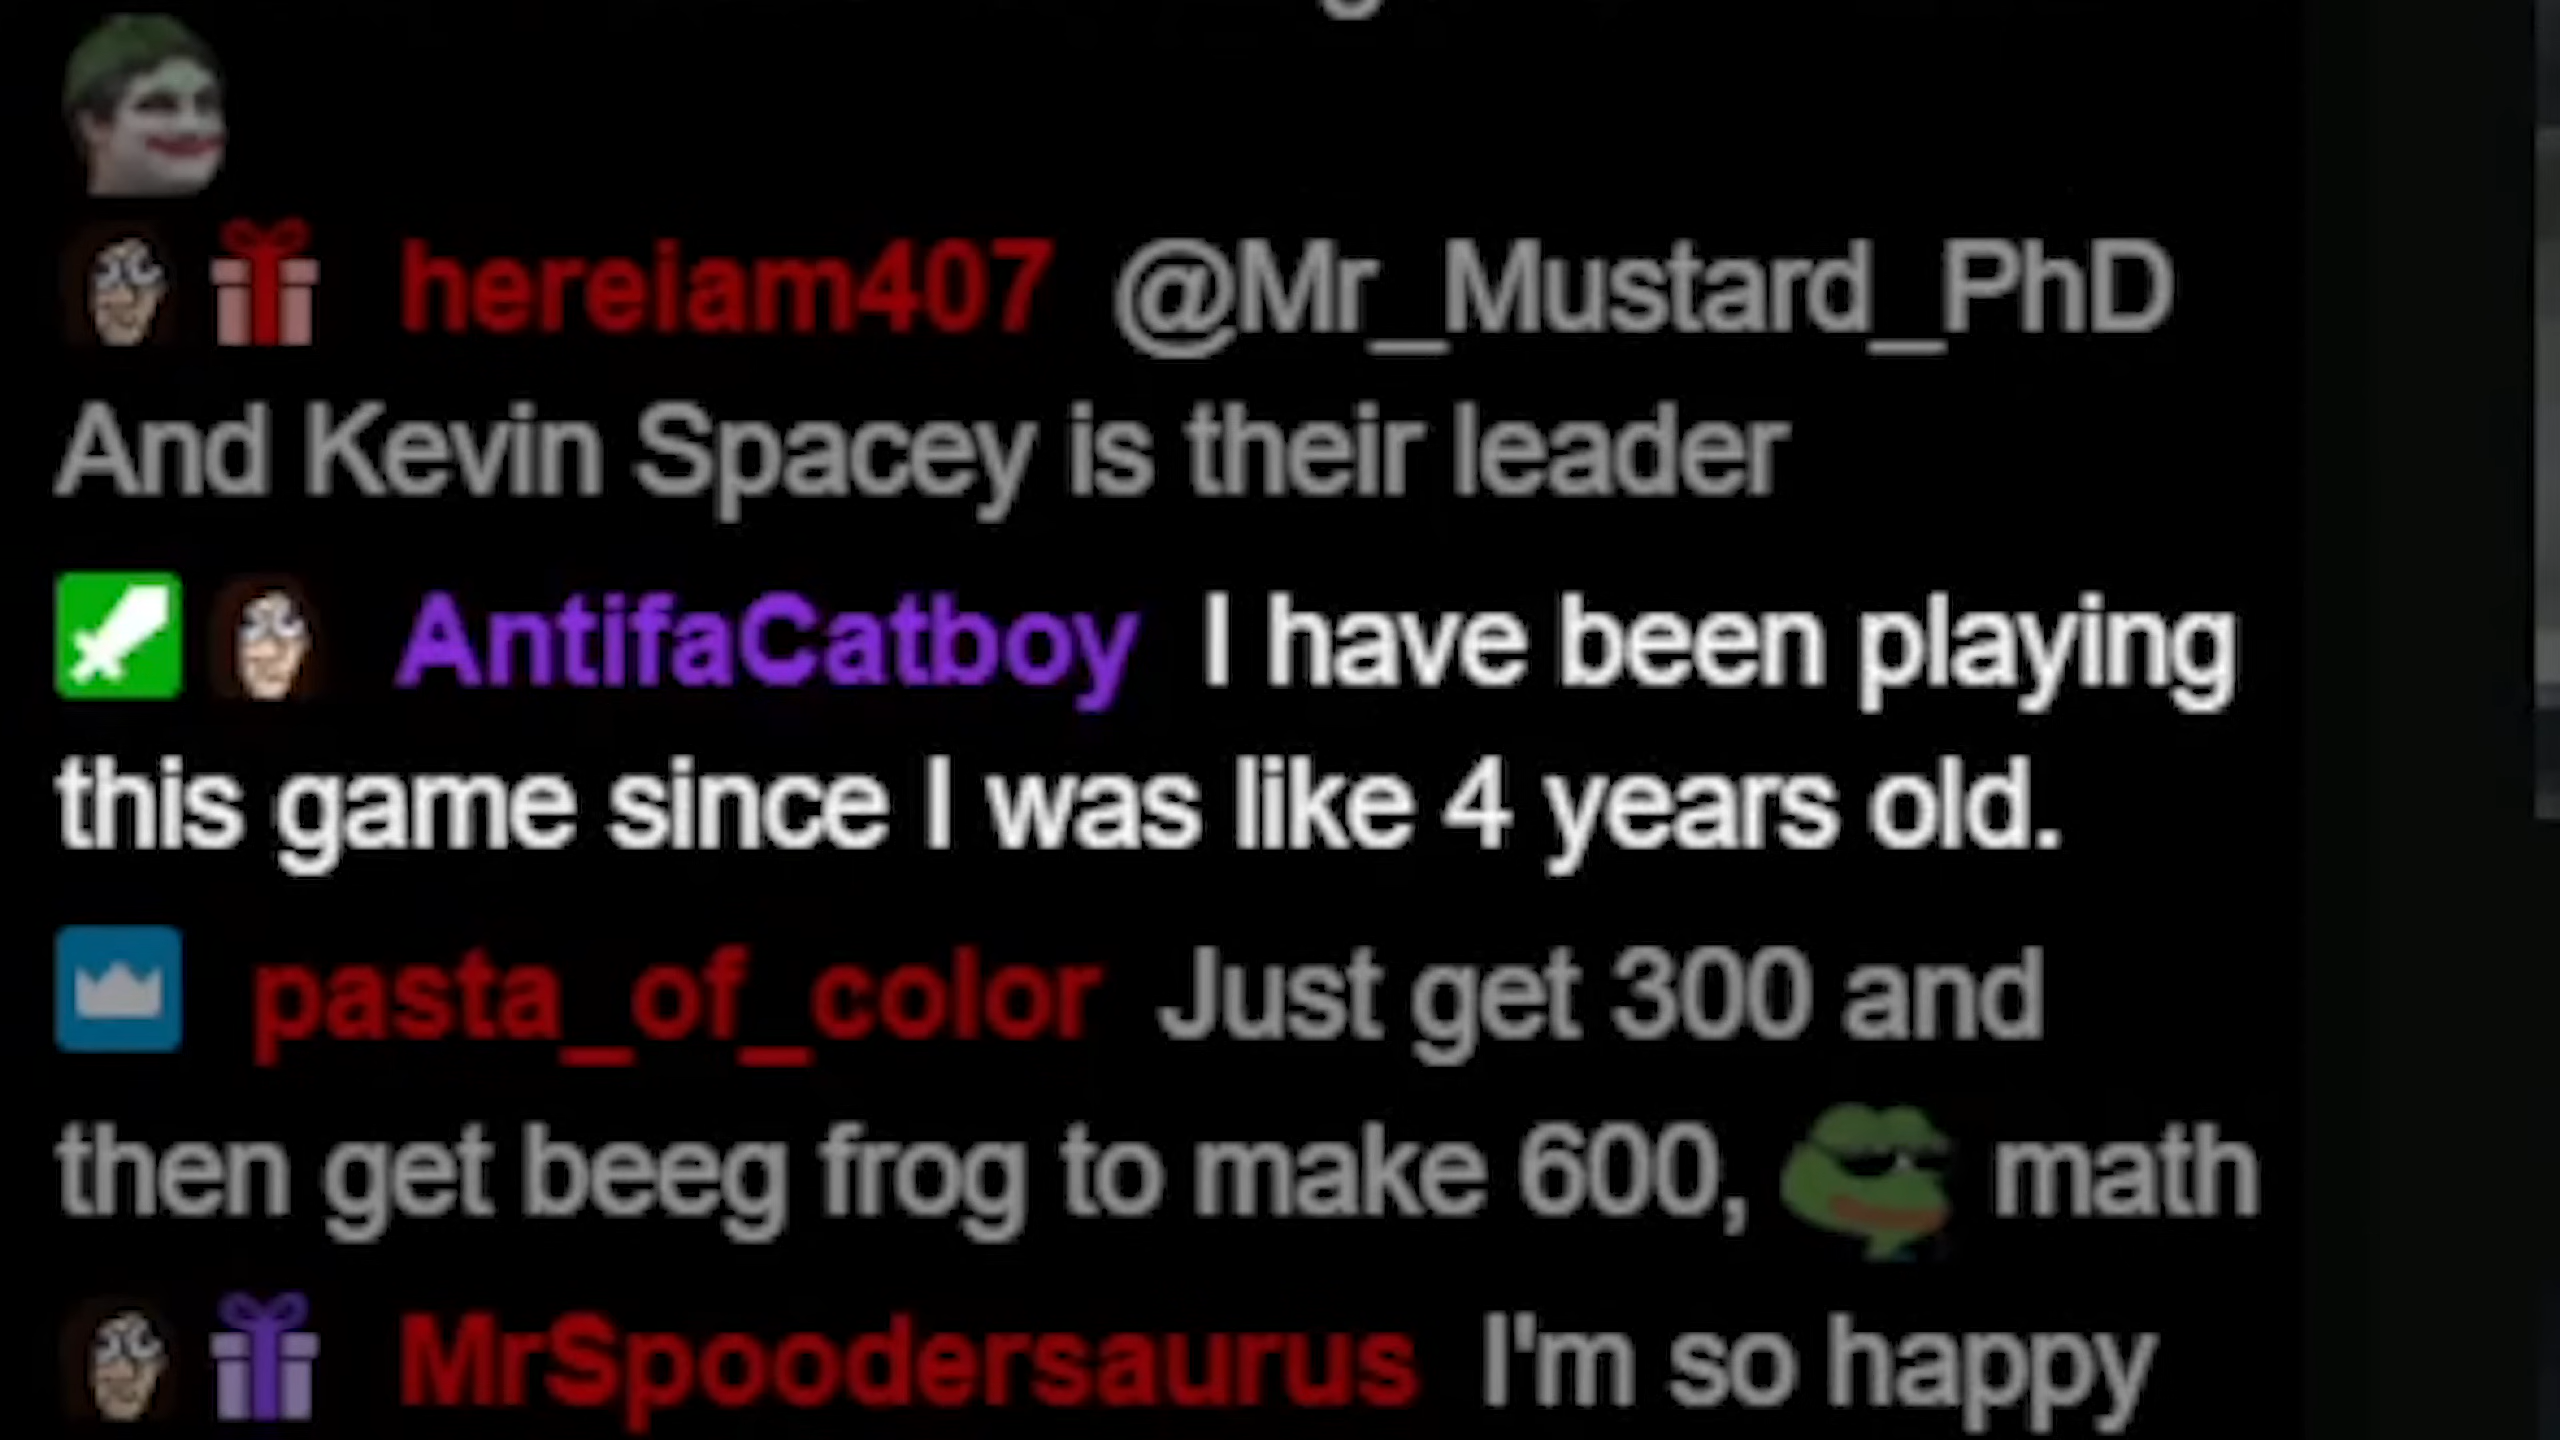 hereiam407 @Mr_Mustard_PhD
And Kevin Spacey is their leader
AntifaCatboy I have been playing
this game since I was like 4 years old.
pasta_of_color Just get 300 and
then get beeg frog to make 600, math
MrSpoodersaurus I'm so happy